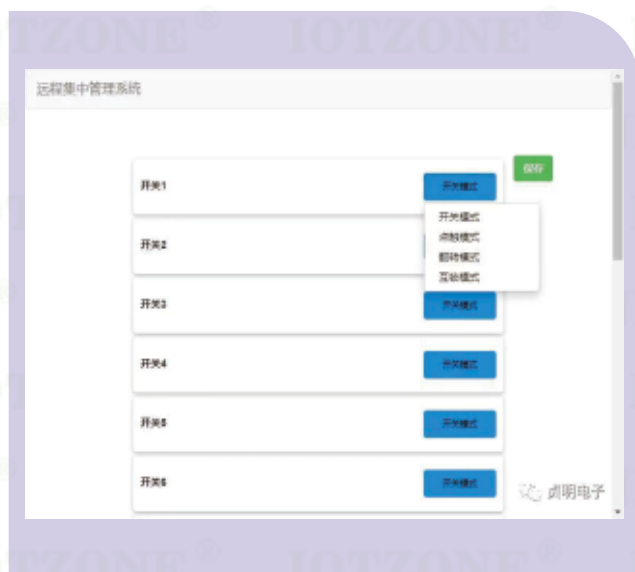 IOTZONE® IOTZONE®
远程集中管理系统
保存
开关1 开关模式
开关模式
点触模式
翻转模式
互锁模式
开关2
开关3 开关模式
开关4 开关模式
开关5 开关模式
开关6 开关模式
贞明电子
IOTZONE® IOTZONE®